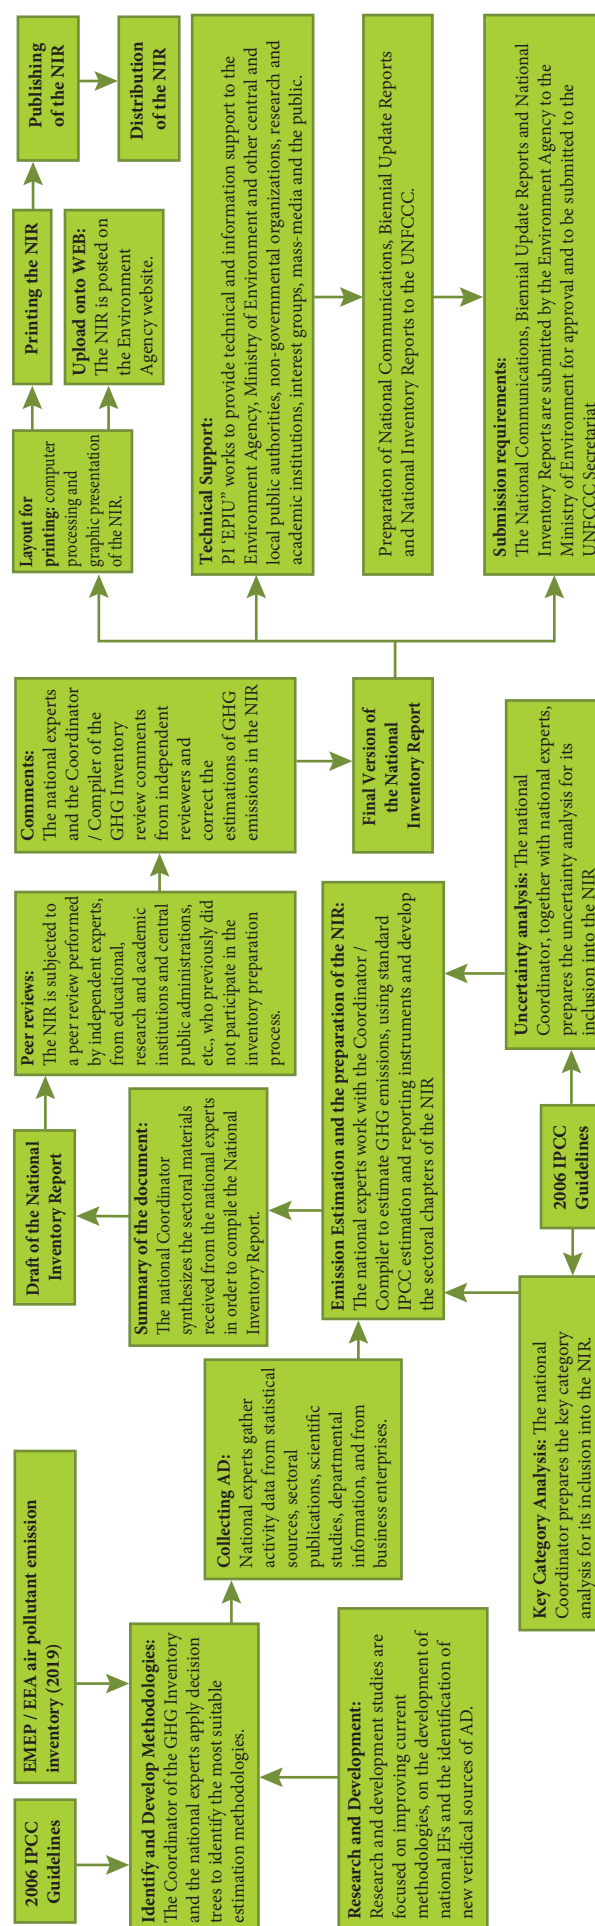 2006 IPCC
Guidelines
EMEP / EEA air pollutant emission
inventory (2019)
Identify and Develop Methodologies:
The Coordinator of the GHG Inventory
and the national experts apply decision
trees to identify the most suitable
estimation methodologies.
Research and Development:
Research and development studies are
focused on improving current
methodologies, on the development of
national EFs and the identification of
new veridical sources of AD.
Collecting AD:
National experts gather
activity data from statistical
sources, sectoral
publications, scientific
studies, departmental
information, and from
business enterprises.
Key Category Analysis: The national
Coordinator prepares the key category
analysis for its inclusion into the NIR.
2006 IPCC
Guidelines
Uncertainty analysis: The national
Coordinator, together with national experts,
prepares the uncertainty analysis for its
inclusion into the NIR
Emission Estimation and the preparation of the NIR:
The national experts work with the Coordinator /
Compiler to estimate GHG emissions, using standard
IPCC estimation and reporting instruments and develop
the sectoral chapters of the NIR
Summary of the document:
The national Coordinator
synthesizes the sectoral materials
received from the national experts
in order to compile the National
Inventory Report.
Draft of the National
Inventory Report
Peer reviews:
The NIR is subjected to
a peer review performed
by independent experts,
from educational,
research and academic
institutions and central
public administrations,
etc., who previously did
not participate in the
inventory preparation
process.
Comments:
The national experts
and the Coordinator
/ Compiler of the
GHG Inventory
review comments
from independent
reviewers and
correct the
estimations of GHG
emissions in the NIR
Final Version of
the National
Inventory Report
Layout for
printing: computer
processing and
graphic presentation
of the NIR.
Printing the NIR
Publishing
of the NIR
Distribution
of the NIR
Upload onto WEB:
The NIR is posted on
the Environment
Agency website.
Technical Support:
PI 'EPIU" works to provide technical and information support to the
Environment Agency, Ministry of Environment and other central and
local public authorities, non-governmental organizations, research and
academic institutions, interest groups, mass-media and the public.
Preparation of National Communications, Biennial Update Reports
and National Inventory Reports to the UNFCCC.
Submission requirements:
The National Communications, Biennial Update Reports and National
Inventory Reports are submitted by the Environment Agency to the
Ministry of Environment for approval and to be submitted to the
UNFCCC Secretariat